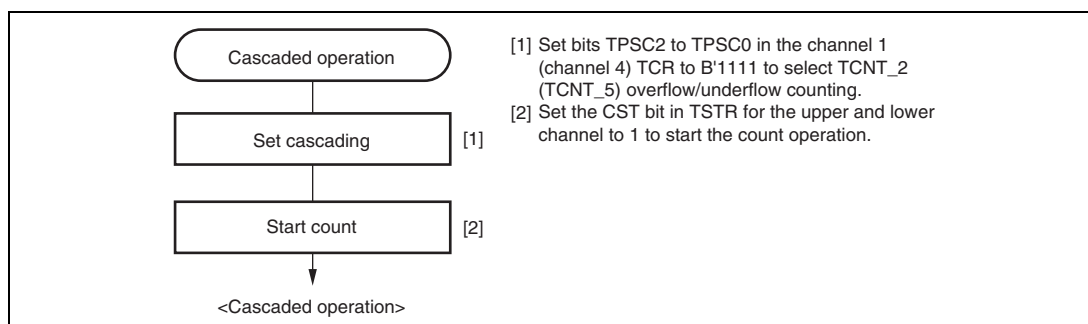 Cascaded operation
Set cascading
[1]
Start count
[2]
<Cascaded operation>
[1] Set bits TPSC2 to TPSC0 in the channel 1
(channel 4) TCR to B'1111 to select TCNT_2
(TCNT_5) overflow/underflow counting.
[2] Set the CST bit in TSTR for the upper and lower
channel to 1 to start the count operation.